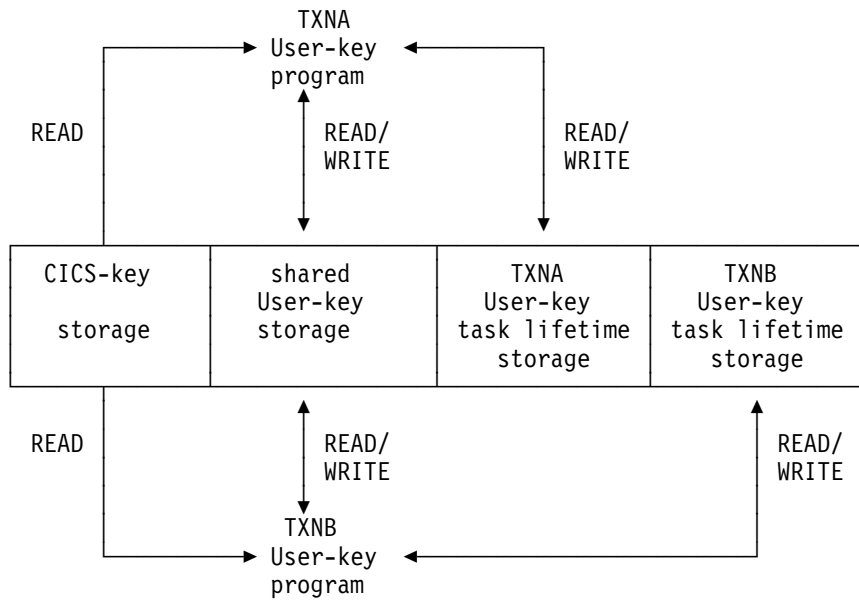 TXNA
User-key
program
READ
READ/
WRITE
READ/
WRITE
CICS-key
storage
shared
User-key
storage
TXNA
User-key
task lifetime
storage
TXNB
User-key
task lifetime
storage
READ
READ/
WRITE
READ/
WRITE
TXNB
User-key
program